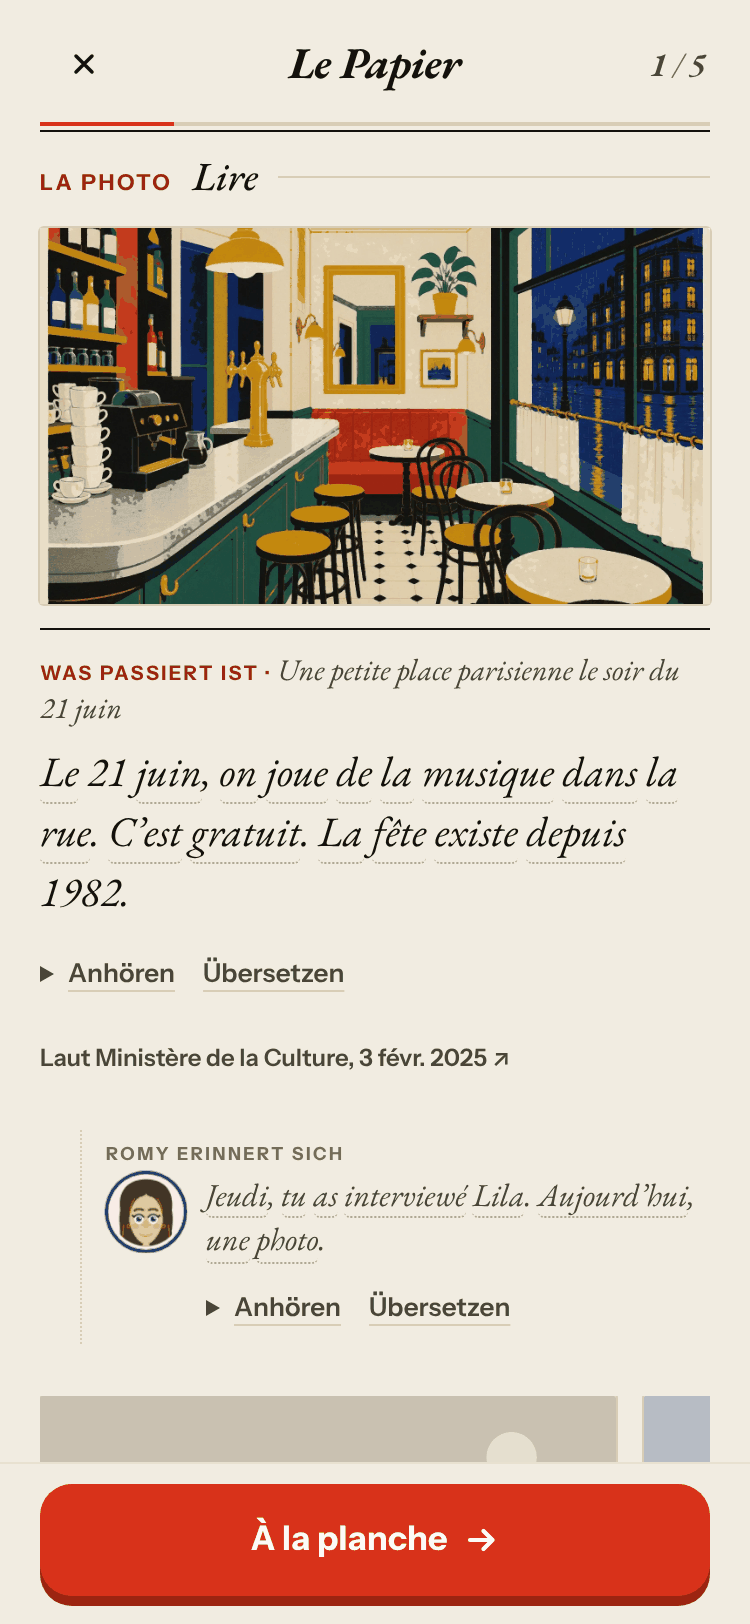 Le Papier
1 / 5
LA PHOTO Lire
WAS PASSIERT IST · Une petite place parisienne le soir du
21 juin
Le 21 juin, on joue de la musique dans la
rue. C’est gratuit. La fête existe depuis
1982.
Anhören Übersetzen
Laut Ministère de la Culture, 3 févr. 2025 ↗
ROMY ERINNERT SICH
Jeudi, tu as interviewé Lila. Aujourd’hui,
une photo.
Anhören Übersetzen
À la planche →